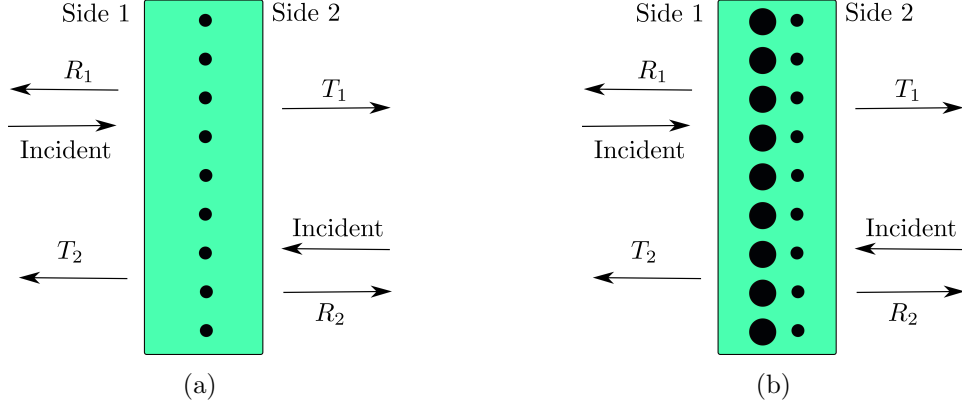 Side 1
Side 2
R₁
T₁
Incident
Incident
T₂
R₂
(a)
Side 1
Side 2
R₁
T₁
Incident
Incident
T₂
R₂
(b)